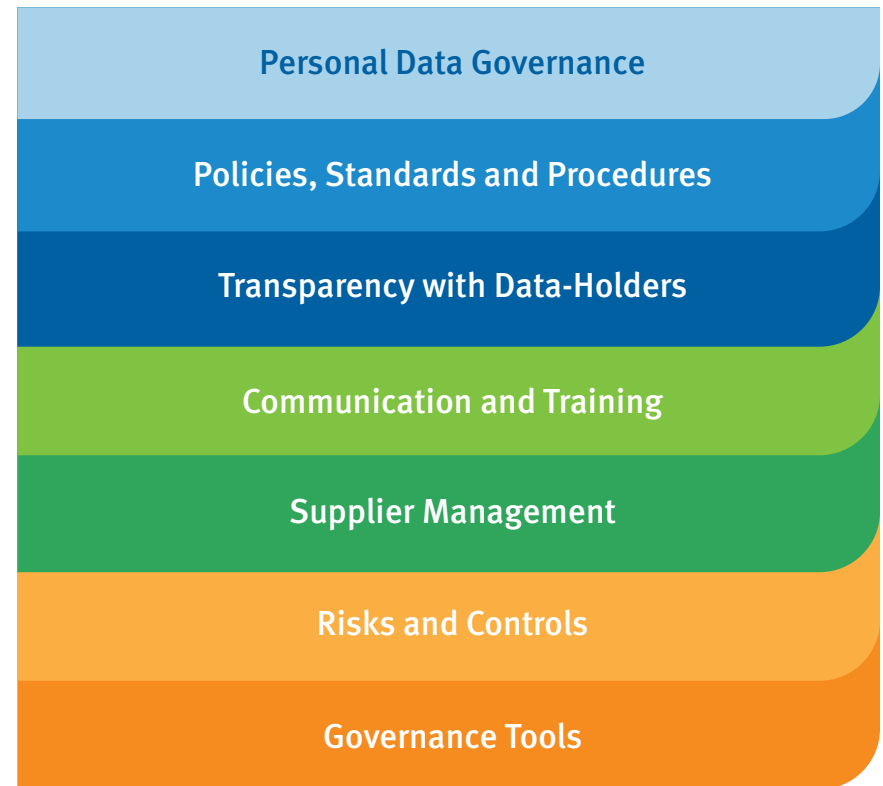 Personal Data Governance
Policies, Standards and Procedures
Transparency with Data-Holders
Communication and Training
Supplier Management
Risks and Controls
Governance Tools